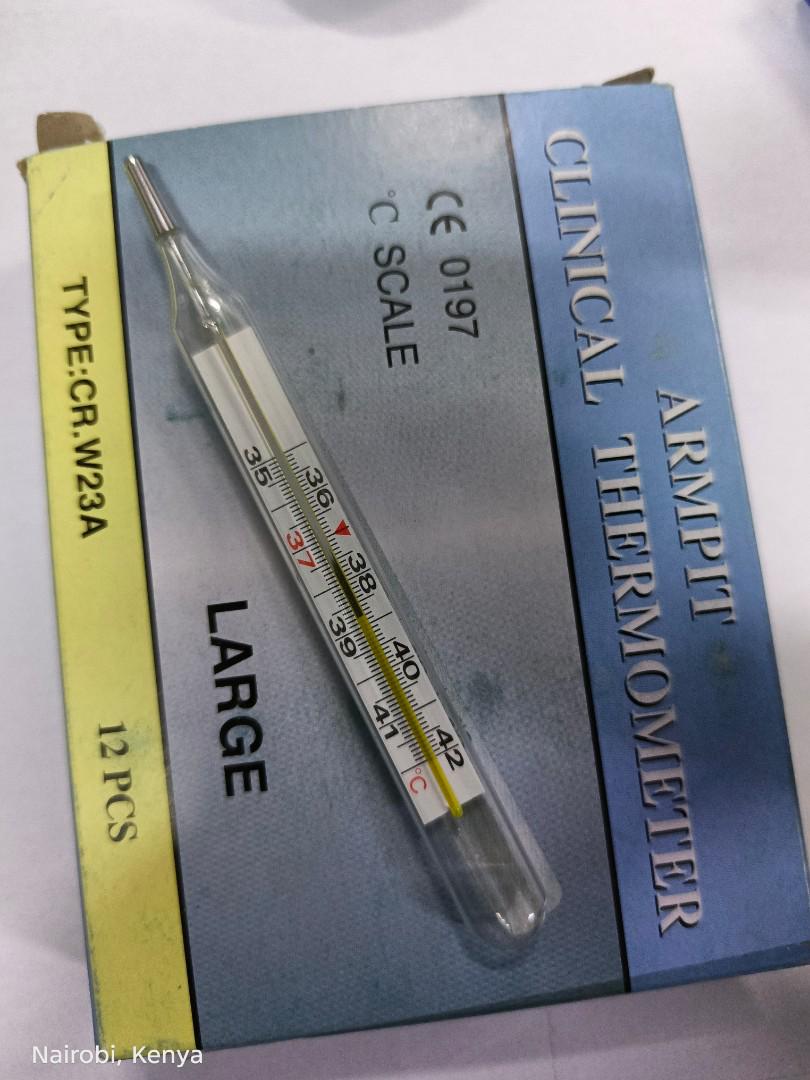 ARMPIT
CLINICAL THERMOMETER
CE 0197
°C SCALE
36 38 40 42
35 37 39 41 °C
LARGE
TYPE:CR.W23A 12 PCS
Nairobi, Kenya